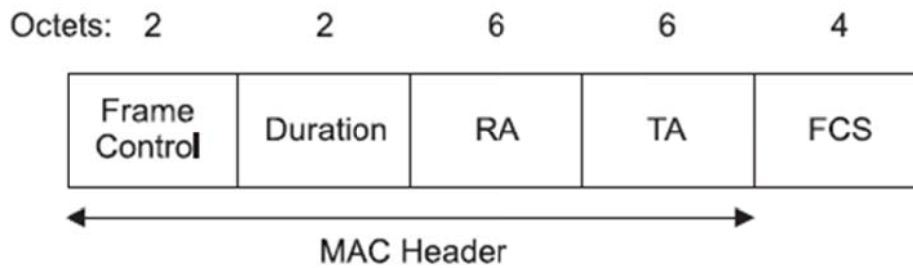 Octets: 2 2 6 6 4
Frame
Control Duration RA TA FCS
MAC Header